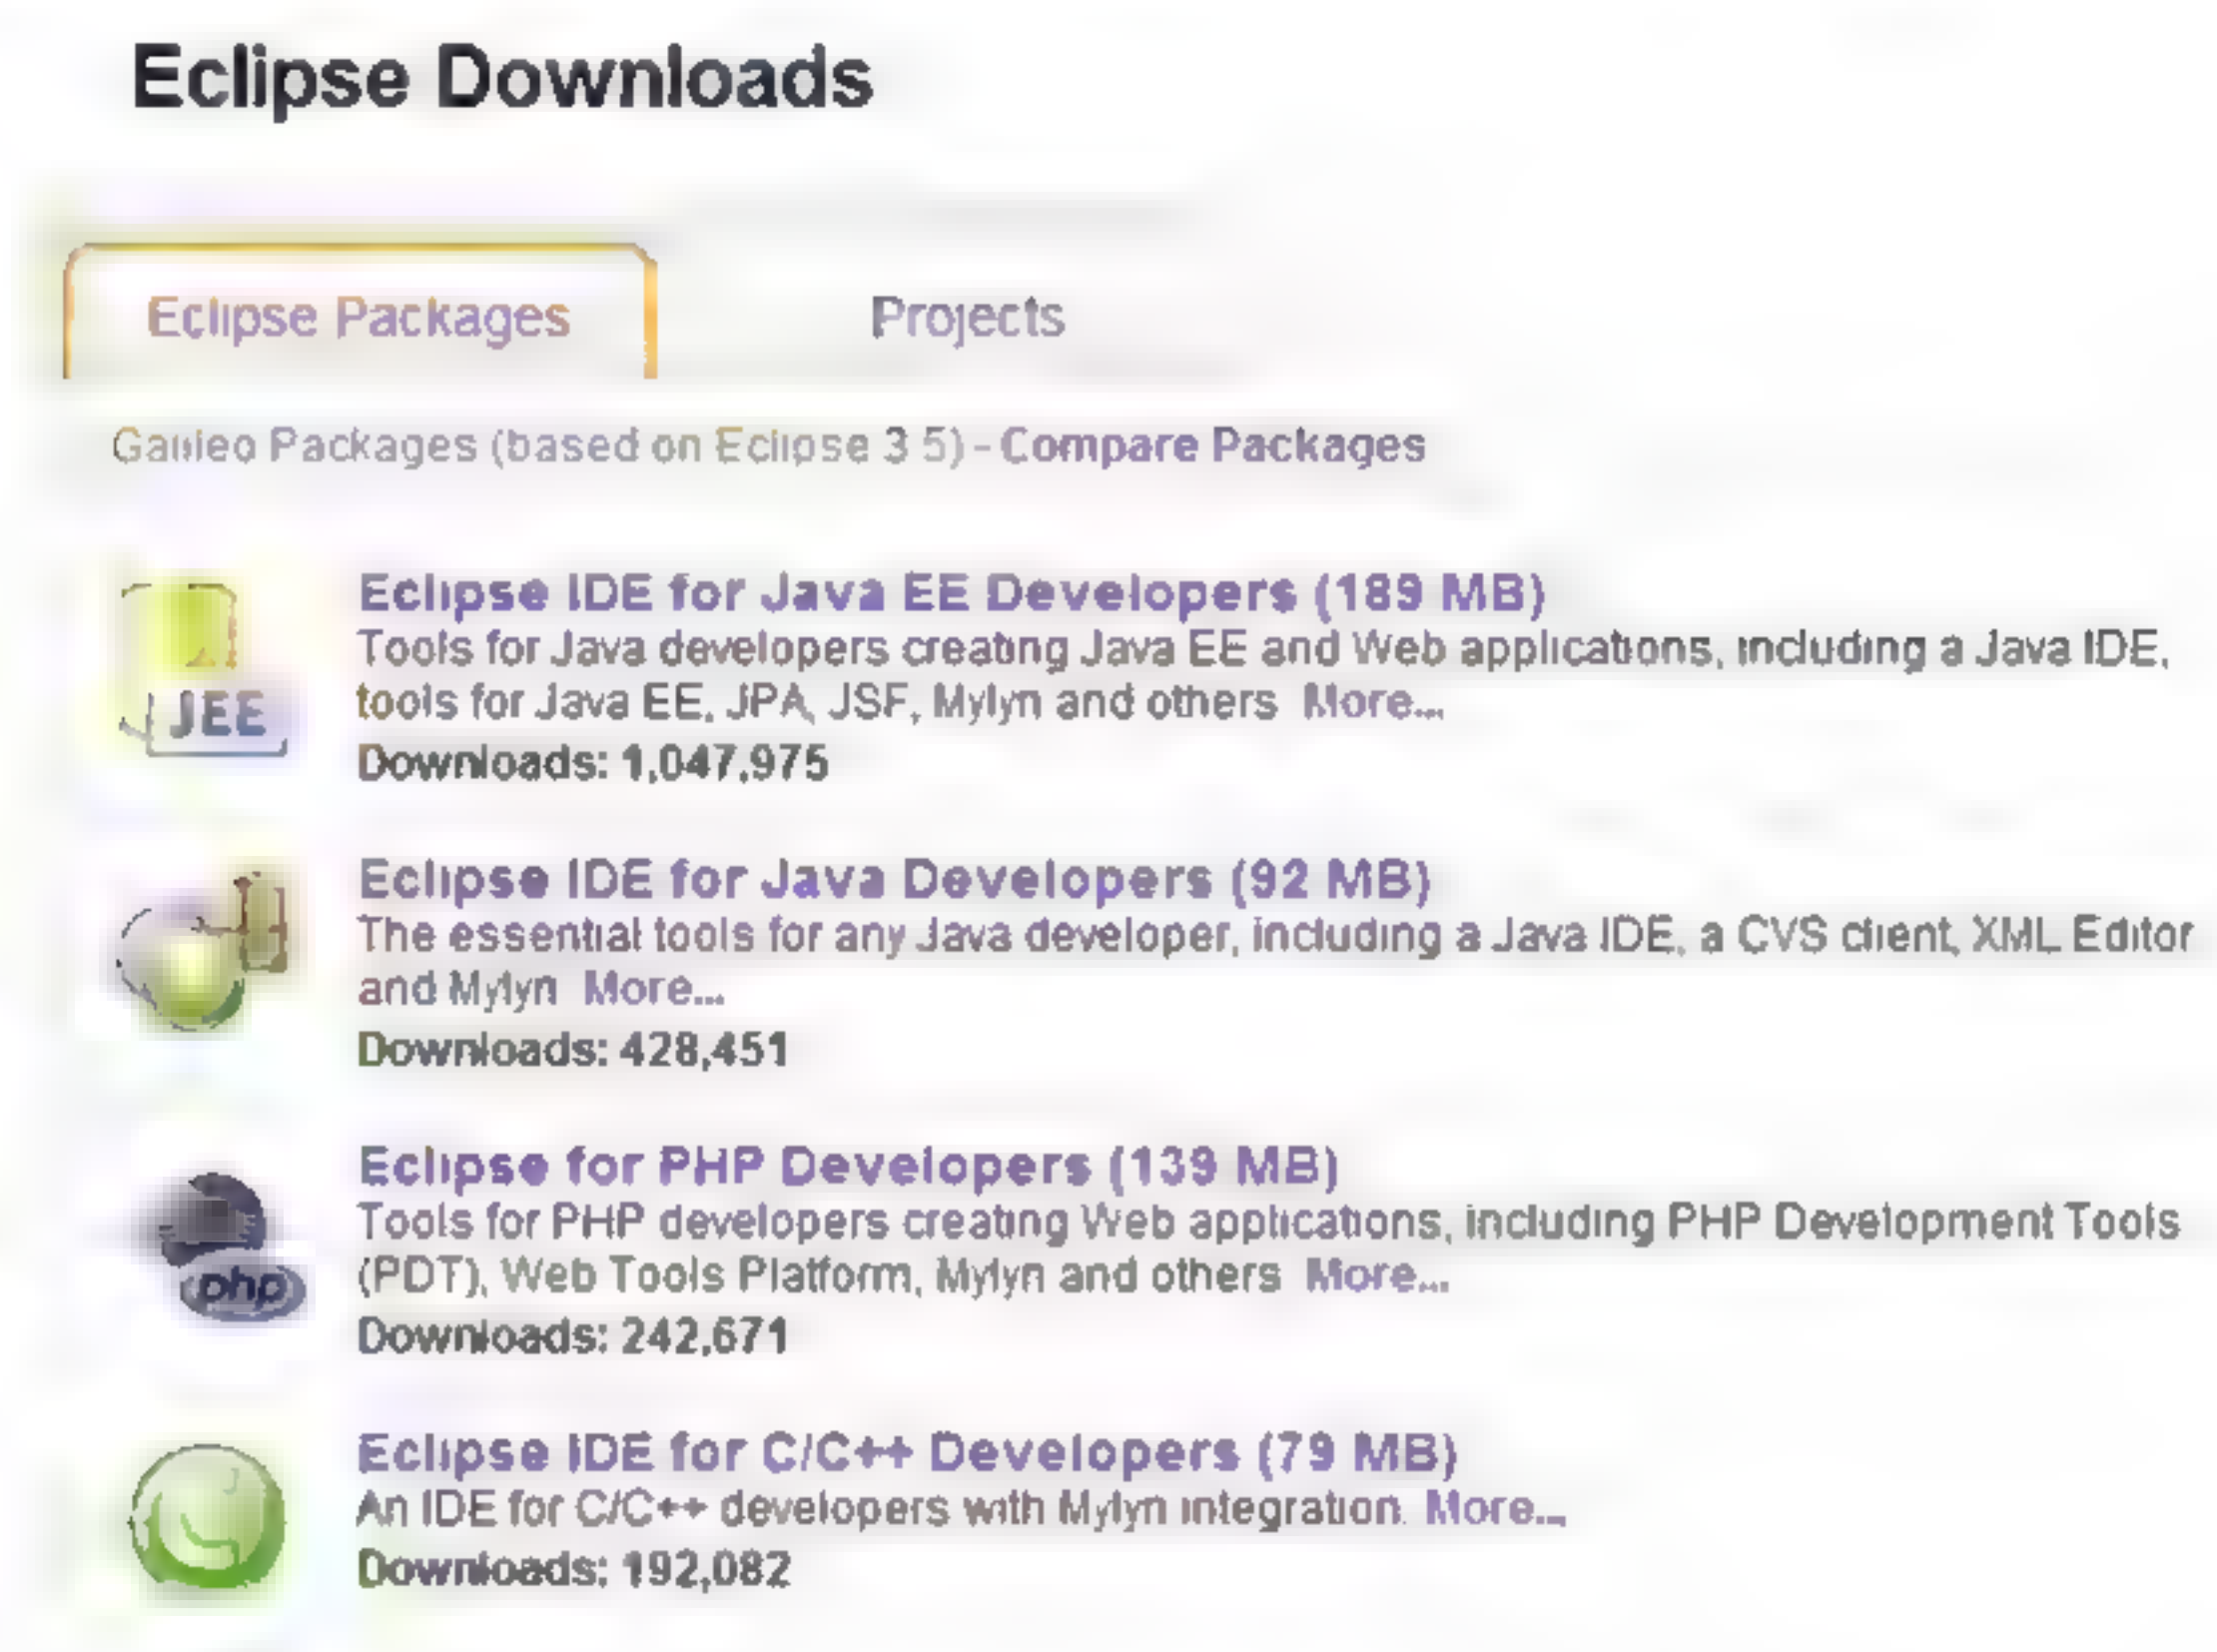 Eclipse Downloads
Eclipse Packages
Projects
Galileo Packages (based on Eclipse 3.5) - Compare Packages
Eclipse IDE for Java EE Developers (189 MB)
Tools for Java developers creating Java EE and Web applications, including a Java IDE,
tools for Java EE, JPA, JSF, Mylyn and others More...
JEE
Downloads: 1,047,975
Eclipse IDE for Java Developers (92 MB)
The essential tools for any Java developer, including a Java IDE, a CVS client, XML Editor
and Mylyn More...
Downloads: 428,451
Eclipse for PHP Developers (139 MB)
Tools for PHP developers creating Web applications, including PHP Development Tools
(PDT), Web Tools Platform, Mylyn and others More...
php
Downloads: 242,671
Eclipse IDE for C/C++ Developers (79 MB)
An IDE for C/C++ developers with Mylyn integration. More...
Downloads: 192,082